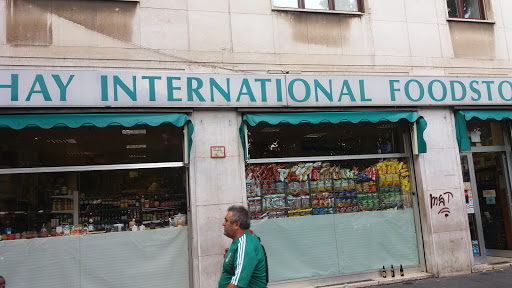 HAY INTERNATIONAL FOODSTO